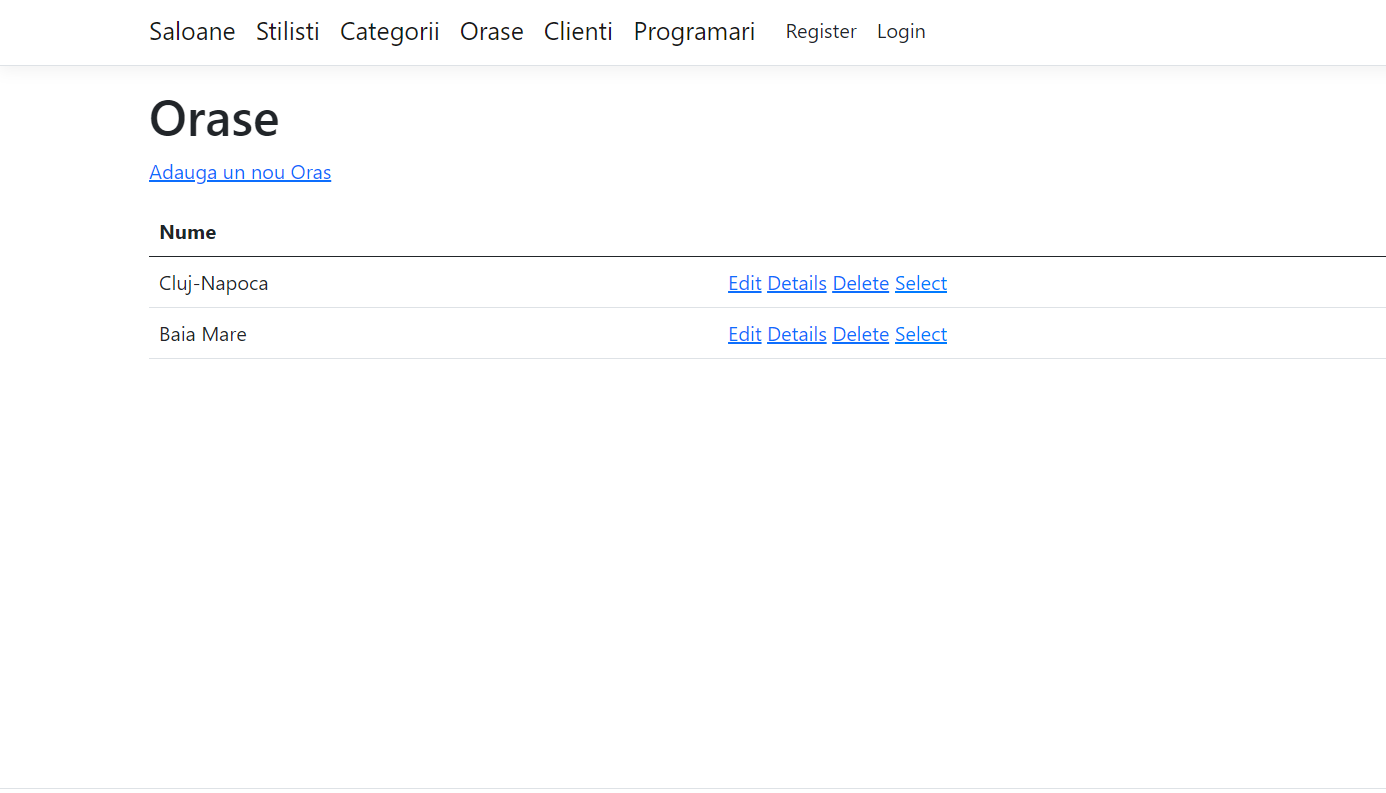 Saloane Stilisti Categorii Orase Clienti Programari Register Login
Orase
Adauga un nou Oras
Nume
Cluj-Napoca Edit Details Delete Select
Baia Mare Edit Details Delete Select